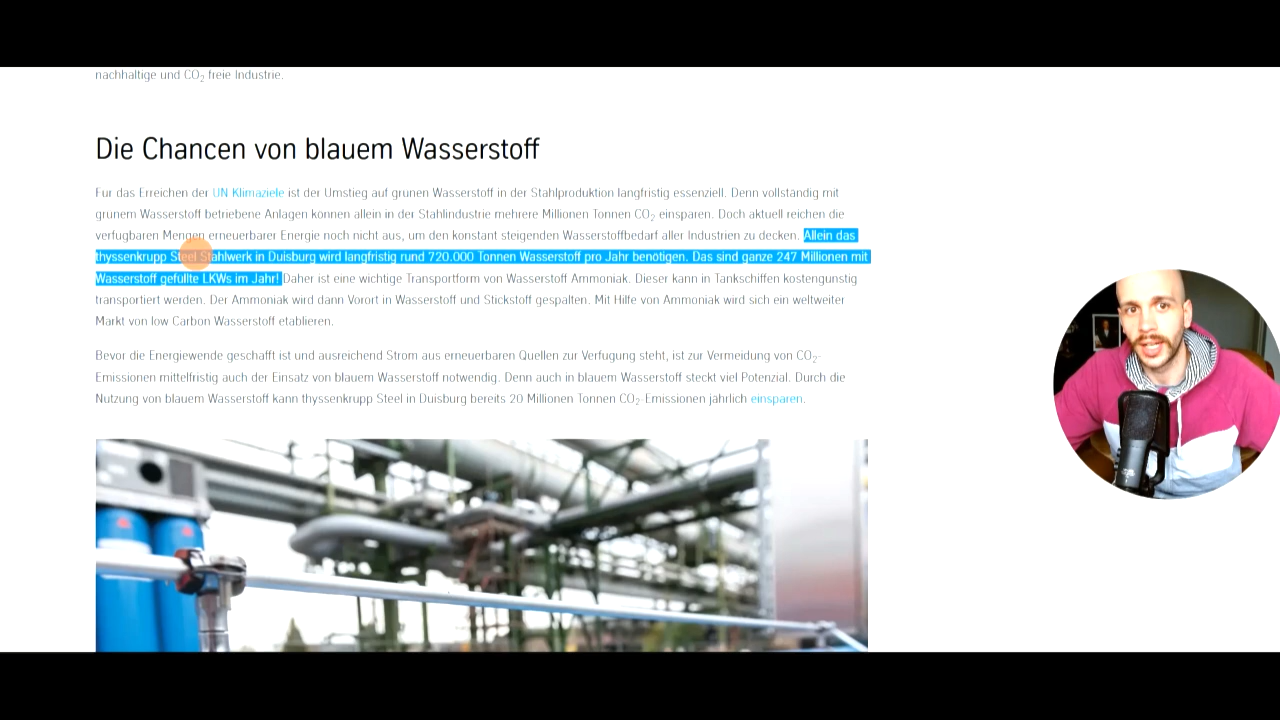 nachhaltige und CO₂ freie Industrie.
Die Chancen von blauem Wasserstoff
Fur das Erreichen der UN Klimaziele ist der Umstieg auf grunen Wasserstoff in der Stahlproduktion langfristig essenziell. Denn vollständig mit
grunem Wasserstoff betriebene Anlagen können allein in der Stahlindustrie mehrere Millionen Tonnen CO₂ einsparen. Doch aktuell reichen die
verfugbaren Mengen erneuerbarer Energie noch nicht aus, um den konstant steigenden Wasserstoffbedarf aller Industrien zu decken. Allein das
thyssenkrupp Steel Stahlwerk in Duisburg wird langfristig rund 720.000 Tonnen Wasserstoff pro Jahr benötigen. Das sind ganze 247 Millionen mit
Wasserstoff gefullte LKWs im Jahr! Daher ist eine wichtige Transportform von Wasserstoff Ammoniak. Dieser kann in Tankschiffen kostengunstig
transportiert werden. Der Ammoniak wird dann Vorort in Wasserstoff und Stickstoff gespalten. Mit Hilfe von Ammoniak wird sich ein weltweiter
Markt von low Carbon Wasserstoff etablieren.
Bevor die Energiewende geschafft ist und ausreichend Strom aus erneuerbaren Quellen zur Verfugung steht, ist zur Vermeidung von CO₂-
Emissionen mittelfristig auch der Einsatz von blauem Wasserstoff notwendig. Denn auch in blauem Wasserstoff steckt viel Potenzial. Durch die
Nutzung von blauem Wasserstoff kann thyssenkrupp Steel in Duisburg bereits 20 Millionen Tonnen CO₂-Emissionen jährlich einsparen.